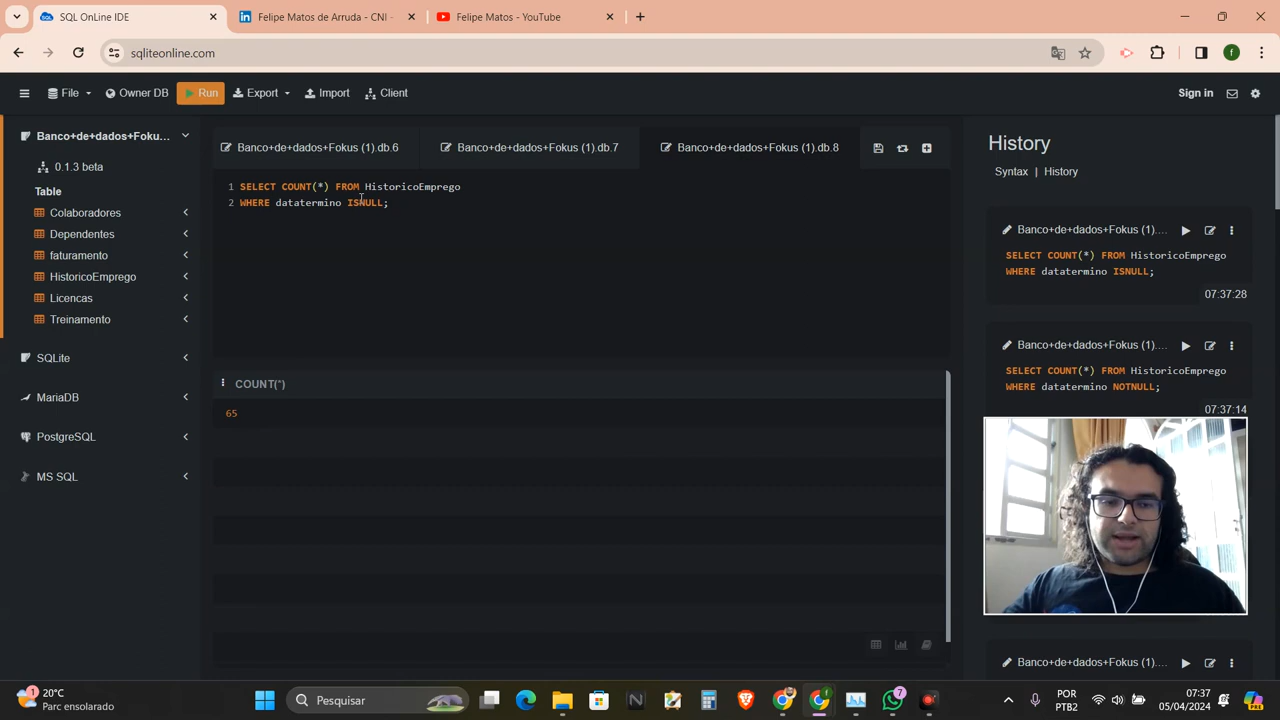 SQL OnLine IDE
Felipe Matos de Arruda - CNI -
Felipe Matos - YouTube
sqliteonline.com
f
File
Owner DB
Run
Export
Import
Client
Sign in
Banco+de+dados+Foku...
0.1.3 beta
Table
Colaboradores
Dependentes
faturamento
HistoricoEmprego
Licencas
Treinamento
SQLite
MariaDB
PostgreSQL
MS SQL
Banco+de+dados+Fokus (1).db.6
Banco+de+dados+Fokus (1).db.7
Banco+de+dados+Fokus (1).db.8
1 SELECT COUNT(*) FROM HistoricoEmprego
2 WHERE datatermino ISNULL;
COUNT(*)
65
History
Syntax | History
Banco+de+dados+Fokus (1)....
SELECT COUNT(*) FROM HistoricoEmprego
WHERE datatermino ISNULL;
07:37:28
Banco+de+dados+Fokus (1)....
SELECT COUNT(*) FROM HistoricoEmprego
WHERE datatermino NOTNULL;
07:37:14
Banco+de+dados+Fokus (1)....
1
20°C
Parc ensolarado
Pesquisar
7
POR
PTB2
07:37
05/04/2024